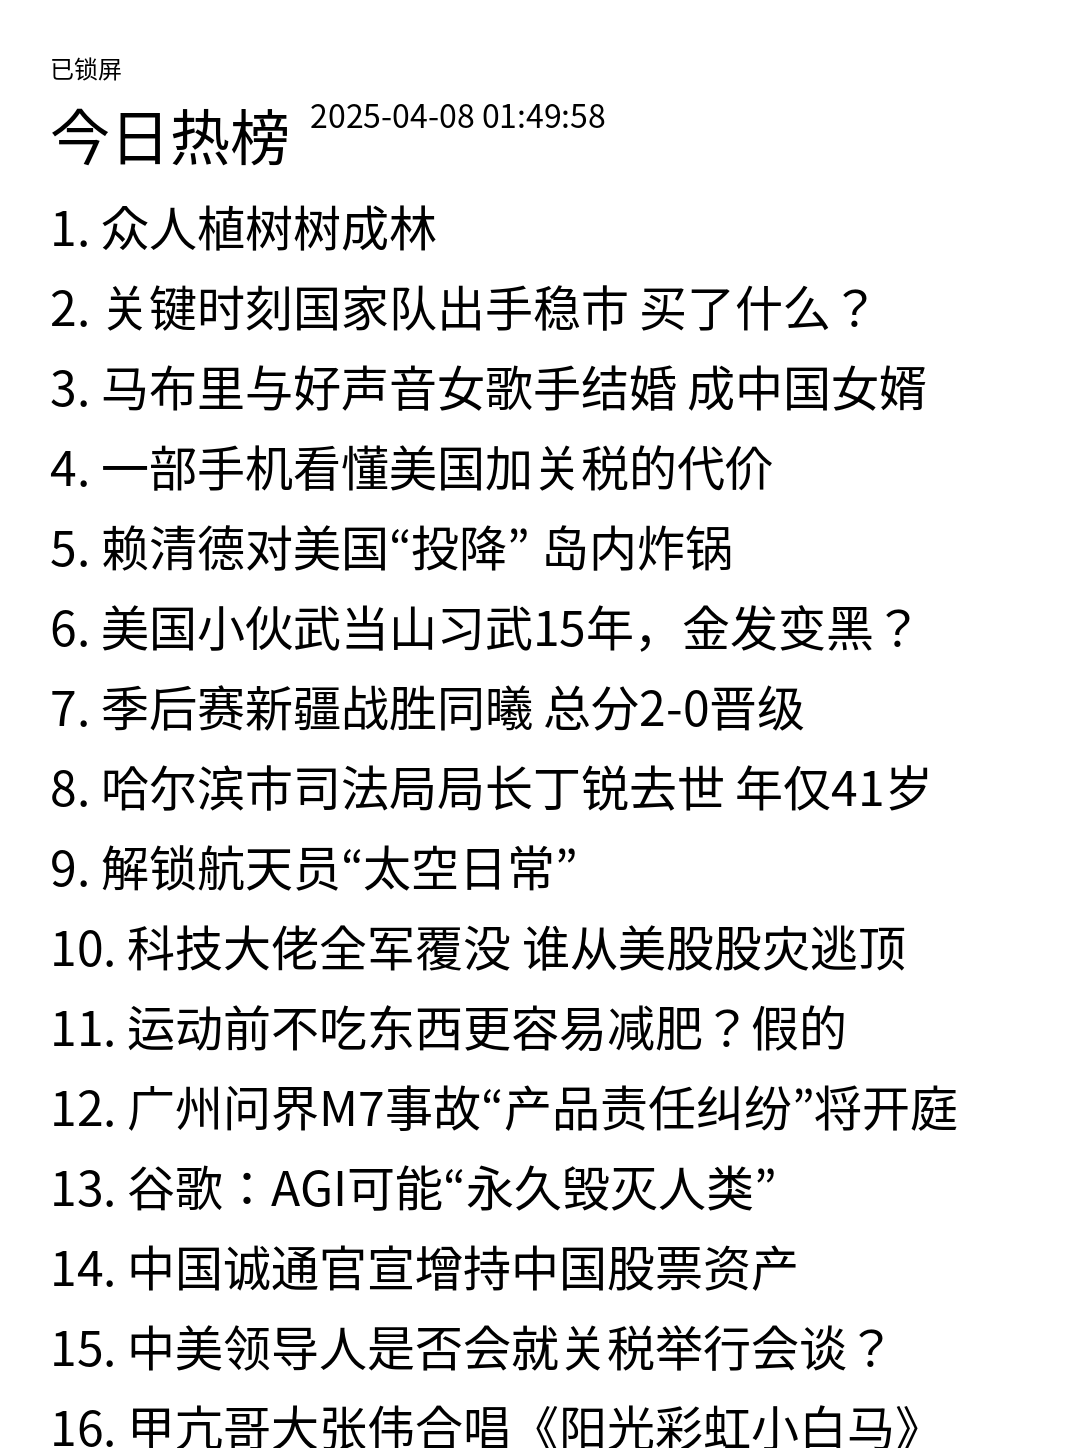 已锁屏
今日热榜 2025-04-08 01:49:58
1. 众人植树树成林
2. 关键时刻国家队出手稳市 买了什么？
3. 马布里与好声音女歌手结婚 成中国女婿
4. 一部手机看懂美国加关税的代价
5. 赖清德对美国“投降” 岛内炸锅
6. 美国小伙武当山习武15年，金发变黑？
7. 季后赛新疆战胜同曦 总分2-0晋级
8. 哈尔滨市司法局局长丁锐去世 年仅41岁
9. 解锁航天员“太空日常”
10. 科技大佬全军覆没 谁从美股股灾逃顶
11. 运动前不吃东西更容易减肥？假的
12. 广州问界M7事故“产品责任纠纷”将开庭
13. 谷歌：AGI可能“永久毁灭人类”
14. 中国诚通官宣增持中国股票资产
15. 中美领导人是否会就关税举行会谈？
16. 甲亢哥大张伟合唱《阳光彩虹小白马》